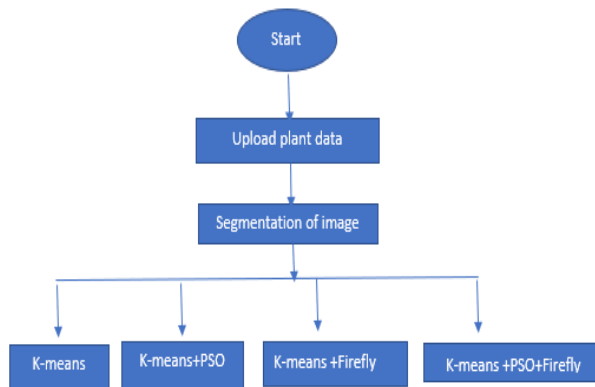 Start
Upload plant data
Segmentation of image
K-means
K-means+PSO
K-means +Firefly
K-means +PSO+Firefly